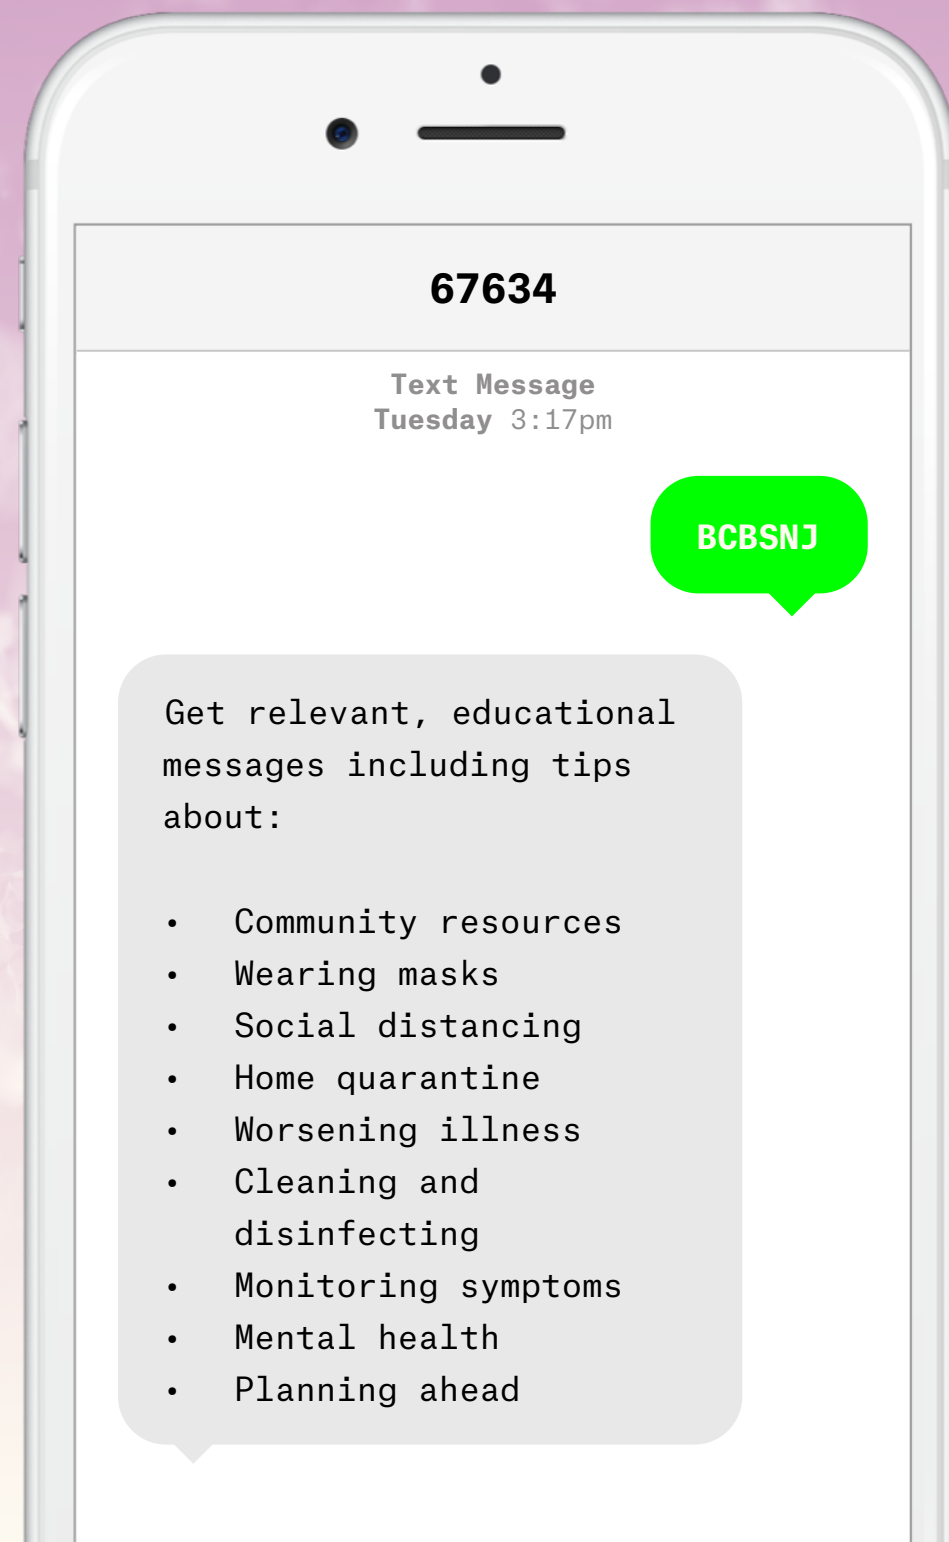 67634
Text Message
Tuesday 3:17pm
BCBSNJ
Get relevant, educational
messages including tips
about:
• Community resources
• Wearing masks
• Social distancing
• Home quarantine
• Worsening illness
• Cleaning and
disinfecting
• Monitoring symptoms
• Mental health
• Planning ahead